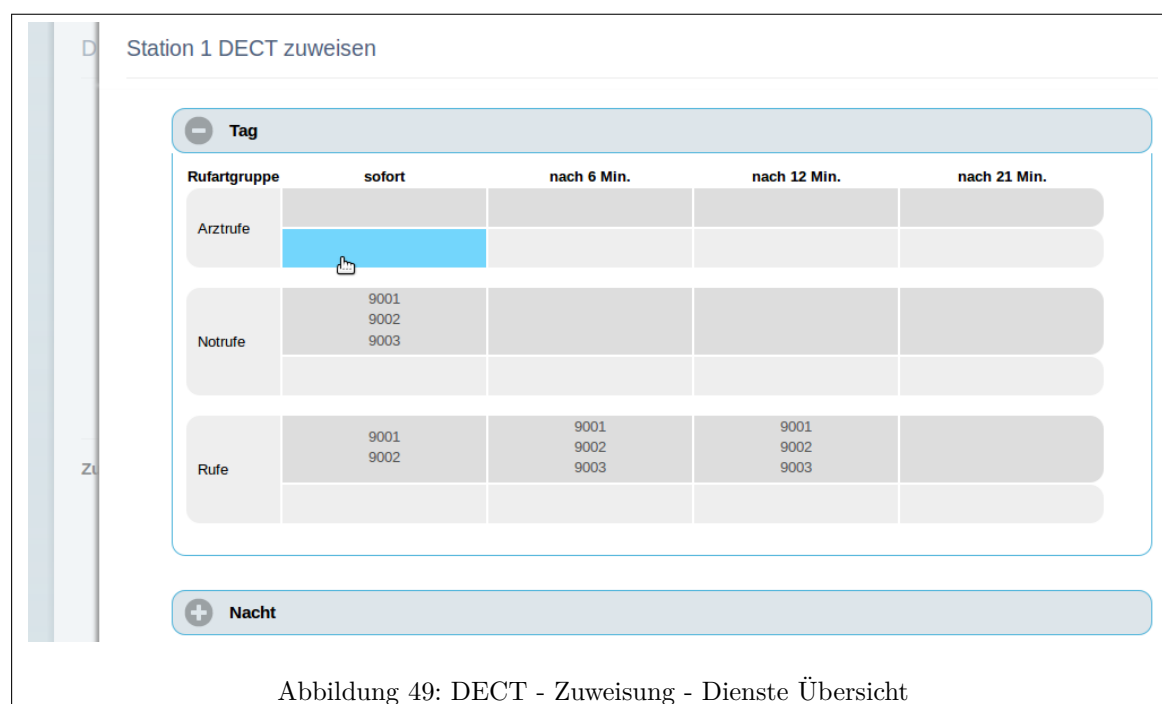 D Station 1 DECT zuweisen
Tag
Rufartgruppe sofort nach 6 Min. nach 12 Min. nach 21 Min.
Arztrufe
Notrufe
9001
9002
9003
Rufe
9001
9002
9001
9002
9003
9001
9002
9003
Zu
Nacht
Abbildung 49: DECT - Zuweisung - Dienste Übersicht